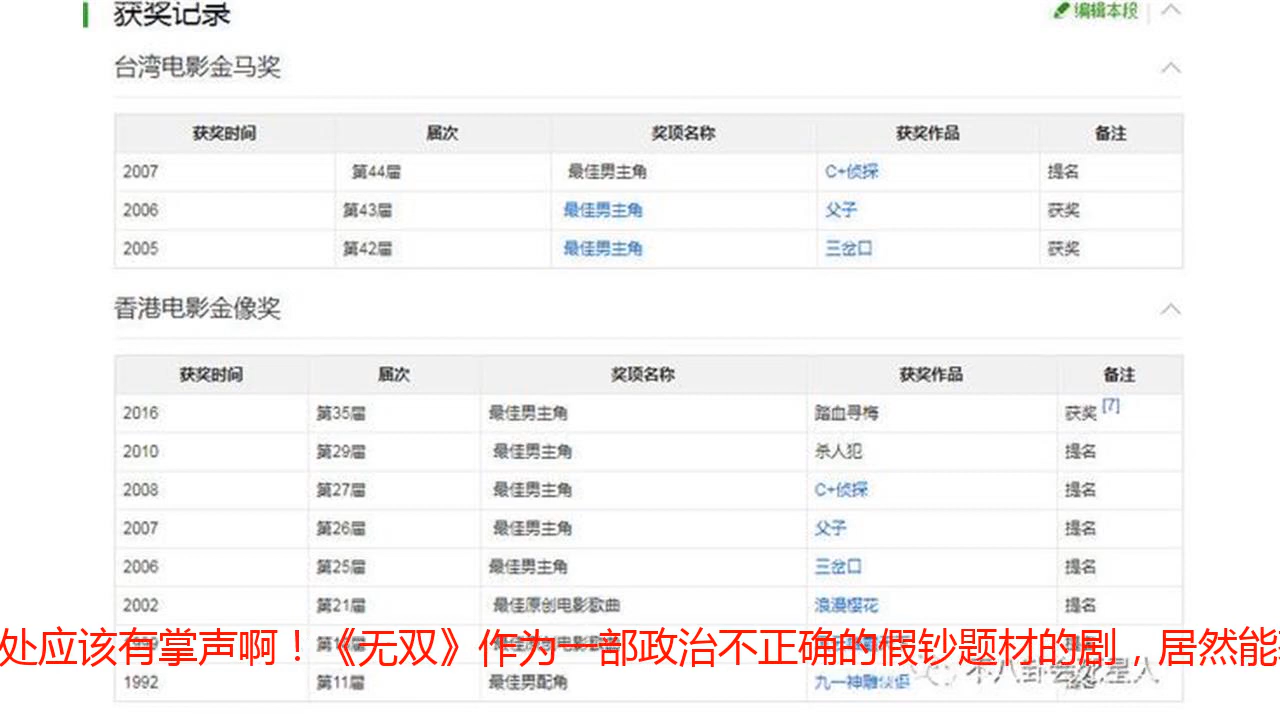 获奖记录 编辑本段
台湾电影金马奖
获奖时间 届次 奖项名称 获奖作品 备注
2007 第44届 最佳男主角 C+侦探 提名
2006 第43届 最佳男主角 父子 获奖
2005 第42届 最佳男主角 三岔口 获奖
香港电影金像奖
获奖时间 届次 奖项名称 获奖作品 备注
2016 第35届 最佳男主角 踏血寻梅 获奖 [7]
2010 第29届 最佳男主角 杀人犯 提名
2008 第27届 最佳男主角 C+侦探 提名
2007 第26届 最佳男主角 父子 提名
2006 第25届 最佳男主角 三岔口 提名
2002 第21届 最佳原创电影歌曲 浪漫樱花 提名
处应该有掌声啊！《无双》作为一部政治不正确的假钞题材的剧，居然能
1992 第11届 最佳男配角 九一神雕侠侣